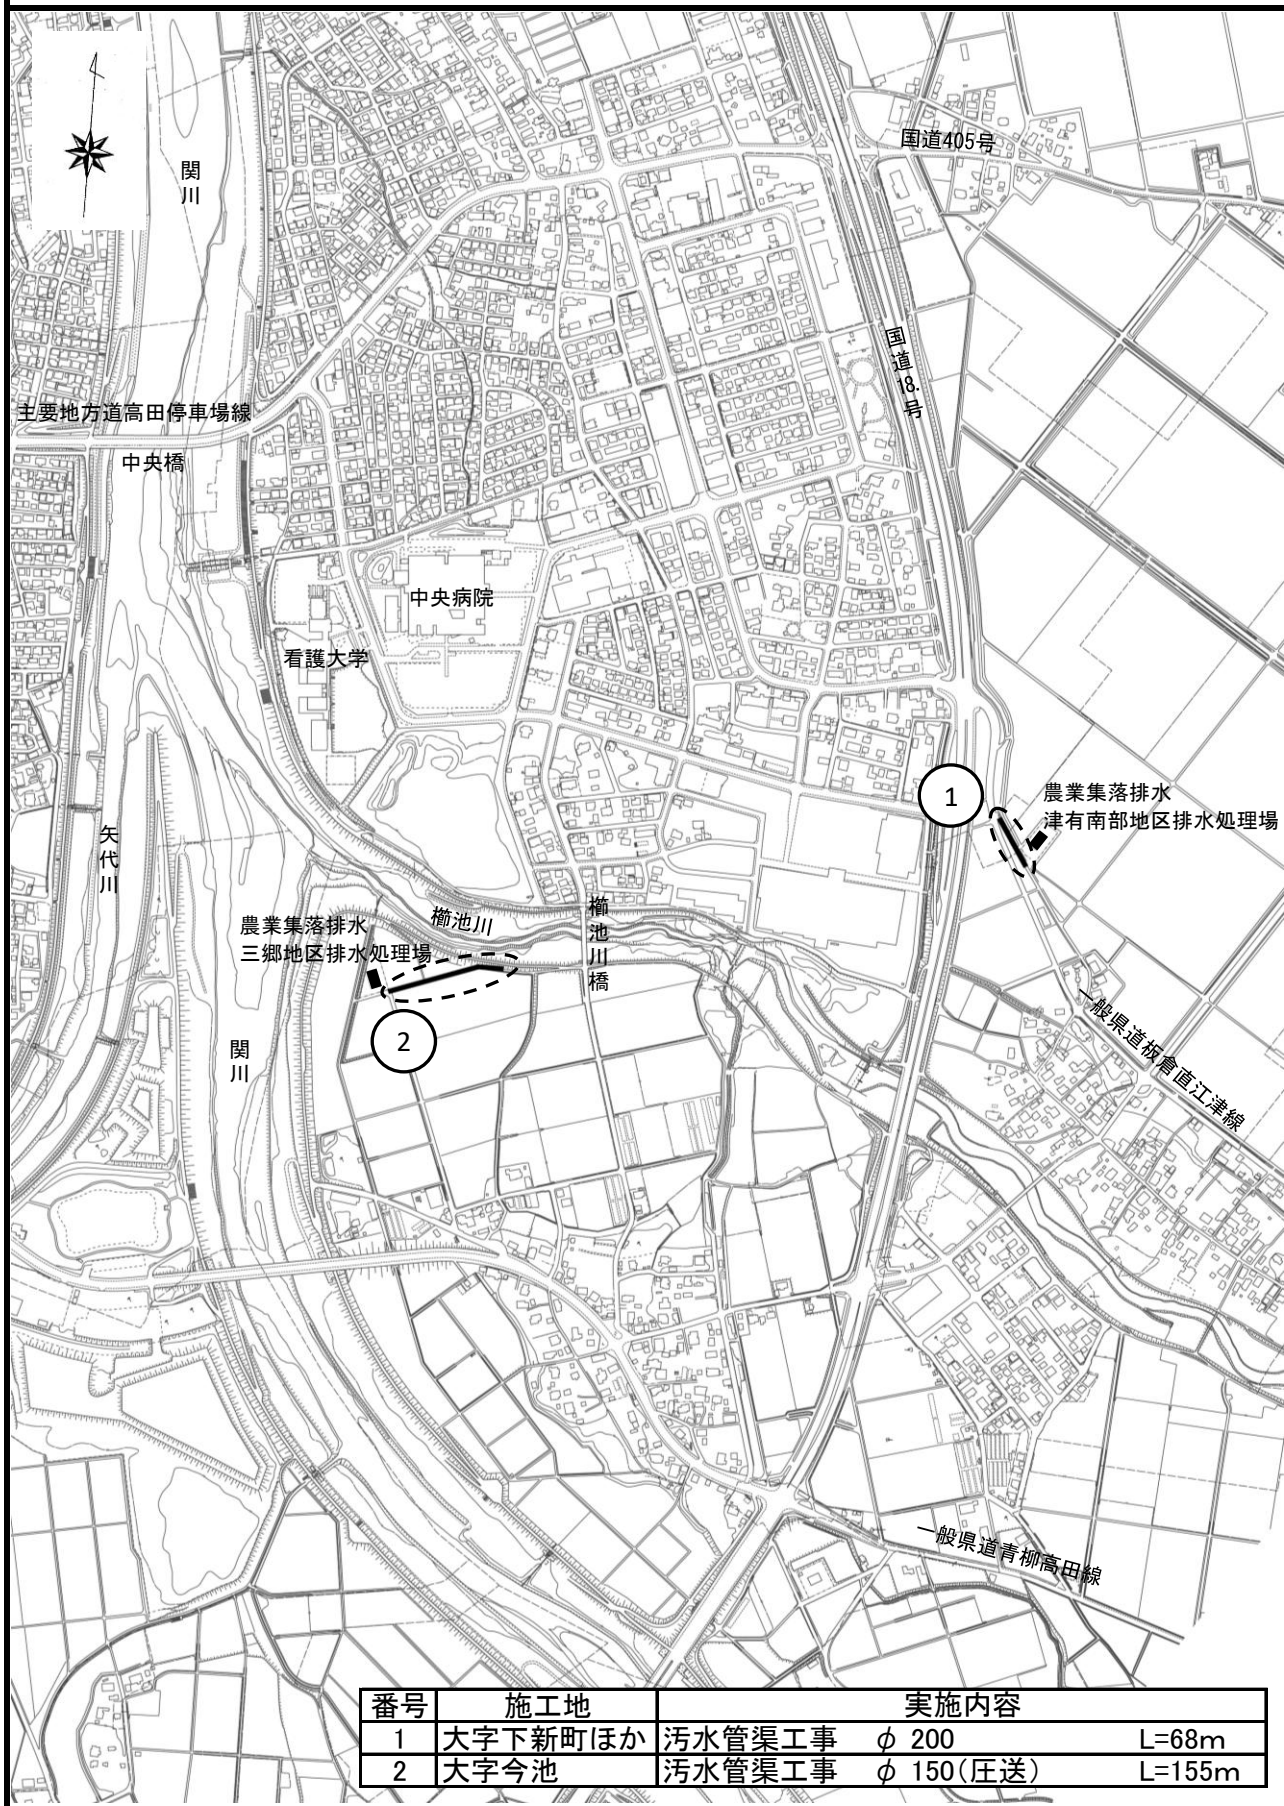 国道405号
関川
国道18.号
主要地方道高田停車場線
中央橋
中央病院
看護大学
1
農業集落排水
津有南部地区排水処理場
矢代川
櫛池川
櫛池川橋
農業集落排水
三郷地区排水処理場
2
関川
一般県道板倉直江津線
一般県道青柳高田線
番号 施工地 実施内容
1 大字下新町ほか 汚水管渠工事 φ 200 L=68m
2 大字今池 汚水管渠工事 φ 150(圧送) L=155m